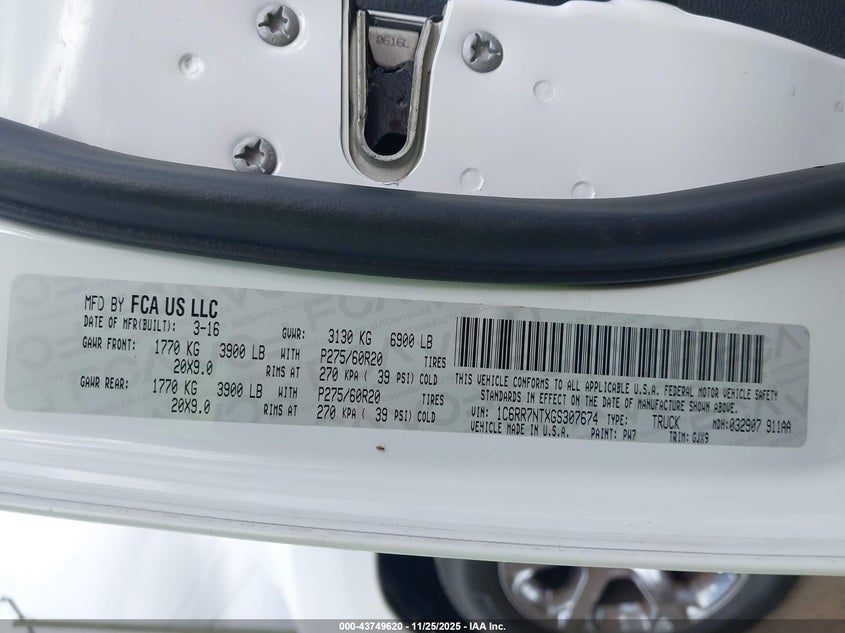 0616L
MFD BY FCA US LLC
DATE OF MFR(BUILT): 3-16 GVWR: 3130 KG 6900 LB
GAWR FRONT: 1770 KG 3900 LB WITH P275/60R20 TIRES
20X9.0 RIMS AT 270 KPA ( 39 PSI) COLD
GAWR REAR: 1770 KG 3900 LB WITH P275/60R20 TIRES
20X9.0 RIMS AT 270 KPA ( 39 PSI) COLD
THIS VEHICLE CONFORMS TO ALL APPLICABLE U.S.A. FEDERAL MOTOR VEHICLE SAFETY
STANDARDS IN EFFECT ON THE DATE OF MANUFACTURE SHOWN ABOVE.
VIN: 1C6RR7NTXGS307674 TYPE: TRUCK MDH:032907 911AA
VEHICLE MADE IN U.S.A. PAINT: PW7 TRIM: GJX9
000-43749620 - 11/25/2025 - IAA Inc.